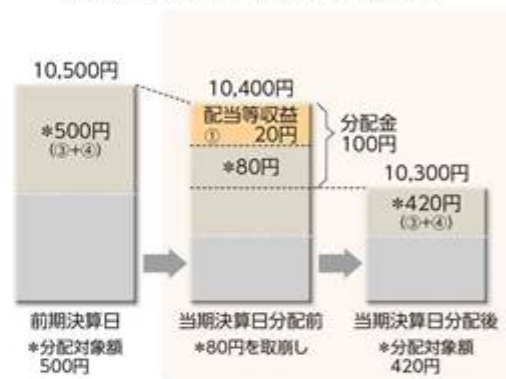 10,500円
*500円
(③+④)
10,400円
配当等収益
① 20円
*80円
分配金
100円
10,300円
*420円
(③+④)
前期決算日
*分配対象額
500円
当期決算日分配前
*80円を取崩し
当期決算日分配後
*分配対象額
420円